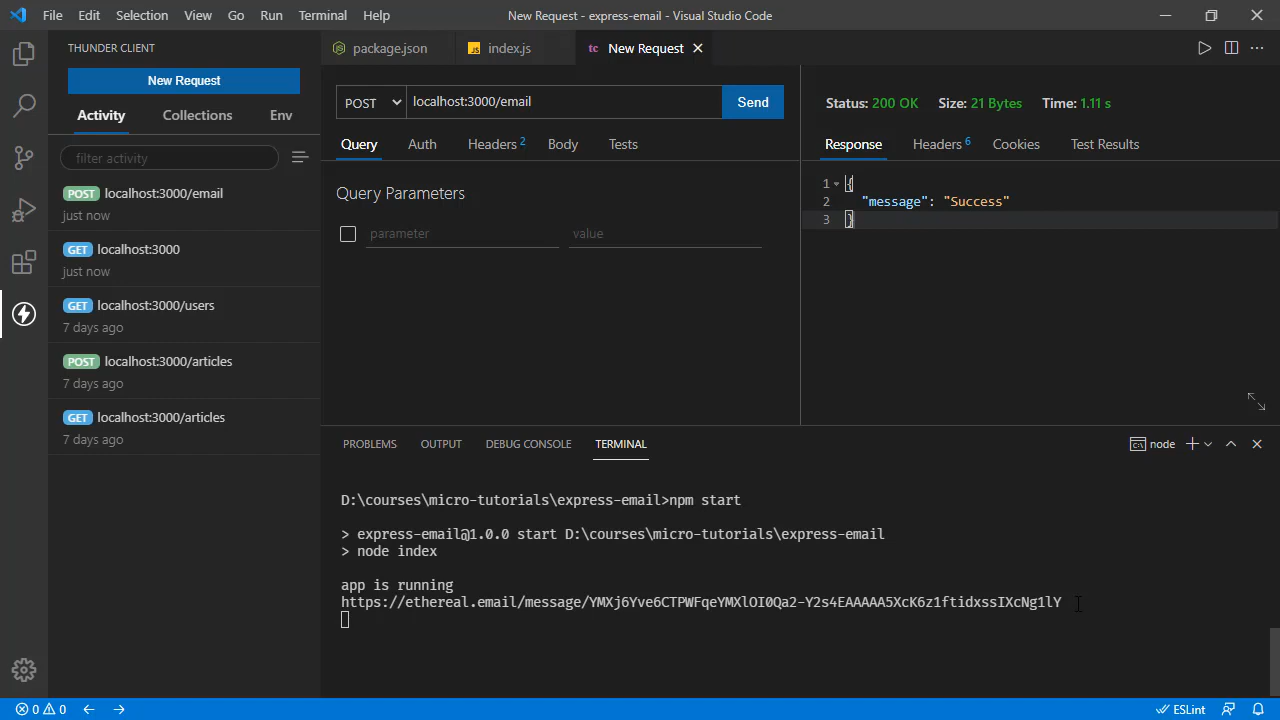 File Edit Selection View Go Run Terminal Help New Request - express-email - Visual Studio Code
THUNDER CLIENT
New Request
Activity Collections Env
filter activity
POST localhost:3000/email
just now
GET localhost:3000
just now
GET localhost:3000/users
7 days ago
POST localhost:3000/articles
7 days ago
GET localhost:3000/articles
7 days ago
package.json JS index.js tc New Request
POST localhost:3000/email Send
Query Auth Headers 2 Body Tests
Query Parameters
parameter value
Status: 200 OK Size: 21 Bytes Time: 1.11 s
Response Headers 6 Cookies Test Results
1 {
2 "message": "Success"
3 }
PROBLEMS OUTPUT DEBUG CONSOLE TERMINAL node
D:\courses\micro-tutorials\express-email>npm start
> express-email@1.0.0 start D:\courses\micro-tutorials\express-email
> node index
app is running
https://ethereal.email/message/YMXj6Yve6CTPWFqeYMXlOI0Qa2-Y2s4EAAAAA5XcK6z1ftidxssIXcNg1lY
0 0 ESLint